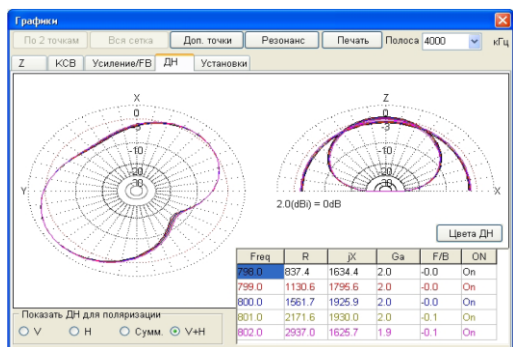 Графики
По 2 точкам Вся сетка Доп. точки Резонанс Печать Полоса 4000 кГц
Z КСВ Усиление/FB ДН Установки
X
0
-3
-10
-20
-30
Y
Z
0
-3
-10
-20
-30
X
2.0(dBi) = 0dB
Цвета ДН
Freq R jX Ga F/B ON
798.0 837.4 1634.4 2.0 -0.0 On
799.0 1130.6 1795.6 2.0 -0.0 On
800.0 1561.7 1925.9 2.0 -0.0 On
801.0 2171.6 1930.0 2.0 -0.1 On
802.0 2937.0 1625.7 1.9 -0.1 On
Показать ДН для поляризации
V H Сумм. V+H